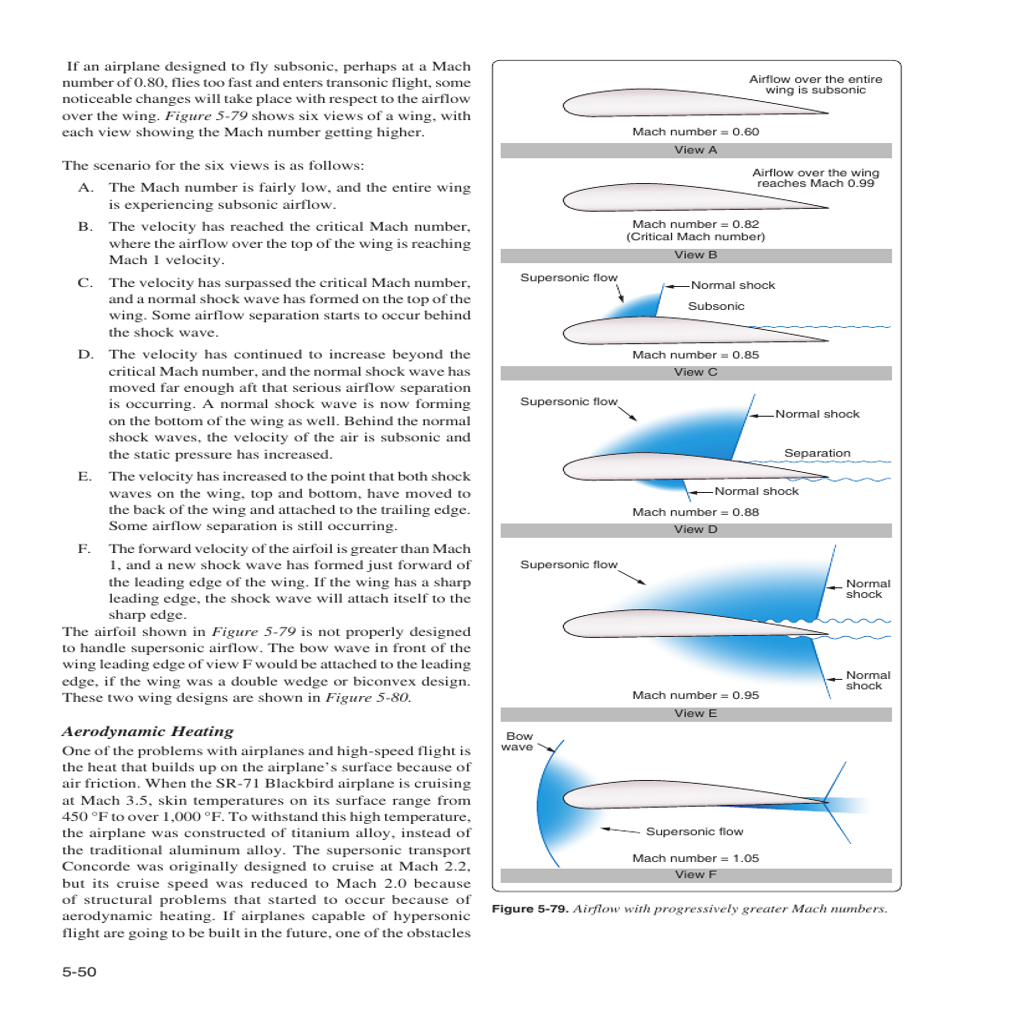 If an airplane designed to fly subsonic, perhaps at a Mach
number of 0.80, flies too fast and enters transonic flight, some
noticeable changes will take place with respect to the airflow
over the wing. Figure 5-79 shows six views of a wing, with
each view showing the Mach number getting higher.
The scenario for the six views is as follows:
A. The Mach number is fairly low, and the entire wing
is experiencing subsonic airflow.
B. The velocity has reached the critical Mach number,
where the airflow over the top of the wing is reaching
Mach 1 velocity.
C. The velocity has surpassed the critical Mach number,
and a normal shock wave has formed on the top of the
wing. Some airflow separation starts to occur behind
the shock wave.
D. The velocity has continued to increase beyond the
critical Mach number, and the normal shock wave has
moved far enough aft that serious airflow separation
is occurring. A normal shock wave is now forming
on the bottom of the wing as well. Behind the normal
shock waves, the velocity of the air is subsonic and
the static pressure has increased.
E. The velocity has increased to the point that both shock
waves on the wing, top and bottom, have moved to
the back of the wing and attached to the trailing edge.
Some airflow separation is still occurring.
F. The forward velocity of the airfoil is greater than Mach
1, and a new shock wave has formed just forward of
the leading edge of the wing. If the wing has a sharp
leading edge, the shock wave will attach itself to the
sharp edge.
The airfoil shown in Figure 5-79 is not properly designed
to handle supersonic airflow. The bow wave in front of the
wing leading edge of view F would be attached to the leading
edge, if the wing was a double wedge or biconvex design.
These two wing designs are shown in Figure 5-80.
Aerodynamic Heating
One of the problems with airplanes and high-speed flight is
the heat that builds up on the airplane's surface because of
air friction. When the SR-71 Blackbird airplane is cruising
at Mach 3.5, skin temperatures on its surface range from
450 °F to over 1,000 °F. To withstand this high temperature,
the airplane was constructed of titanium alloy, instead of
the traditional aluminum alloy. The supersonic transport
Concorde was originally designed to cruise at Mach 2.2,
but its cruise speed was reduced to Mach 2.0 because
of structural problems that started to occur because of
aerodynamic heating. If airplanes capable of hypersonic
flight are going to be built in the future, one of the obstacles
5-50
Airflow over the entire
wing is subsonic
Mach number = 0.60
View A
Airflow over the wing
reaches Mach 0.99
Mach number = 0.82
(Critical Mach number)
View B
Supersonic flow
Normal shock
Subsonic
Mach number = 0.85
View C
Supersonic flow
Normal shock
Separation
Normal shock
Mach number = 0.88
View D
Supersonic flow
Normal
shock
Normal
shock
Mach number = 0.95
View E
Bow
wave
Supersonic flow
Mach number = 1.05
View F
Figure 5-79. Airflow with progressively greater Mach numbers.